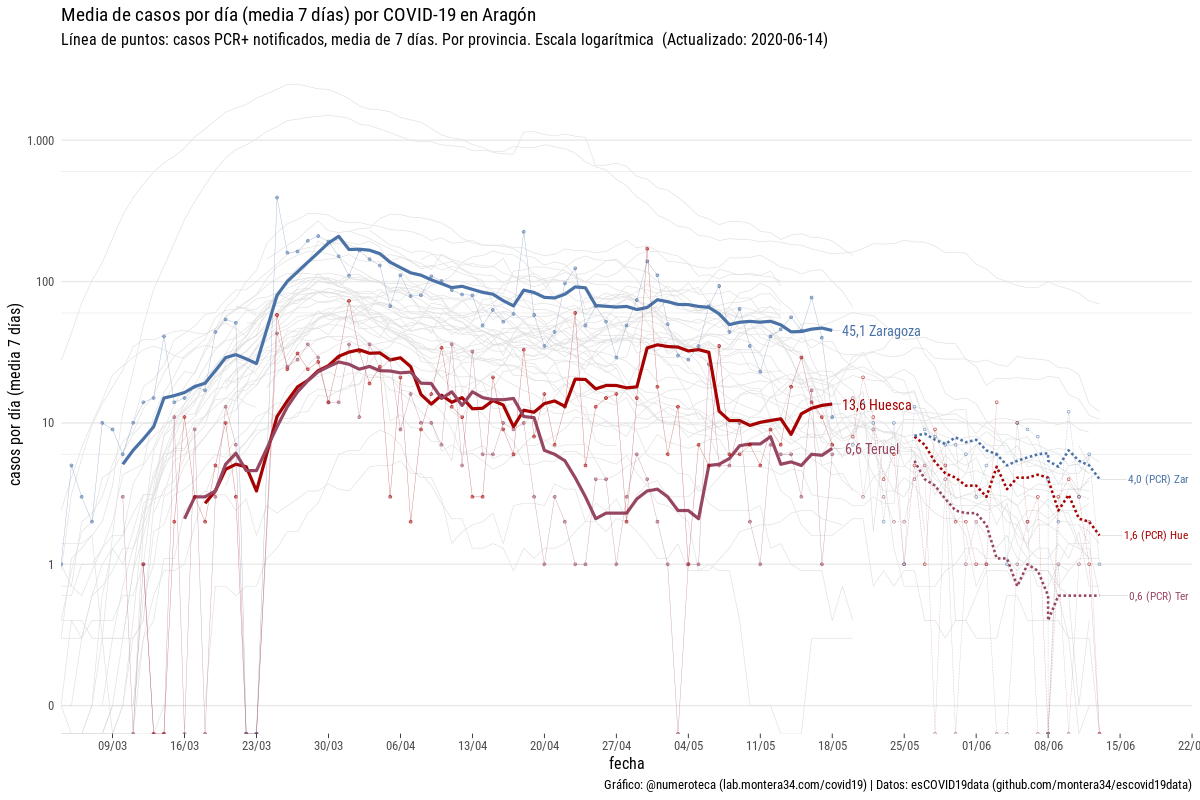 Media de casos por día (media 7 días) por COVID-19 en Aragón
Línea de puntos: casos PCR+ notificados, media de 7 días. Por provincia. Escala logarítmica  (Actualizado: 2020-06-14)
casos por día (media 7 días)
1.000
100
10
1
0
45,1 Zaragoza
13,6 Huesca
6,6 Teruel
4,0 (PCR) Zar
1,6 (PCR) Hue
0,6 (PCR) Ter
09/03 16/03 23/03 30/03 06/04 13/04 20/04 27/04 04/05 11/05 18/05 25/05 01/06 08/06 15/06 22/0
fecha
Gráfico: @numeroteca (lab.montera34.com/covid19) | Datos: esCOVID19data (github.com/montera34/escovid19data)